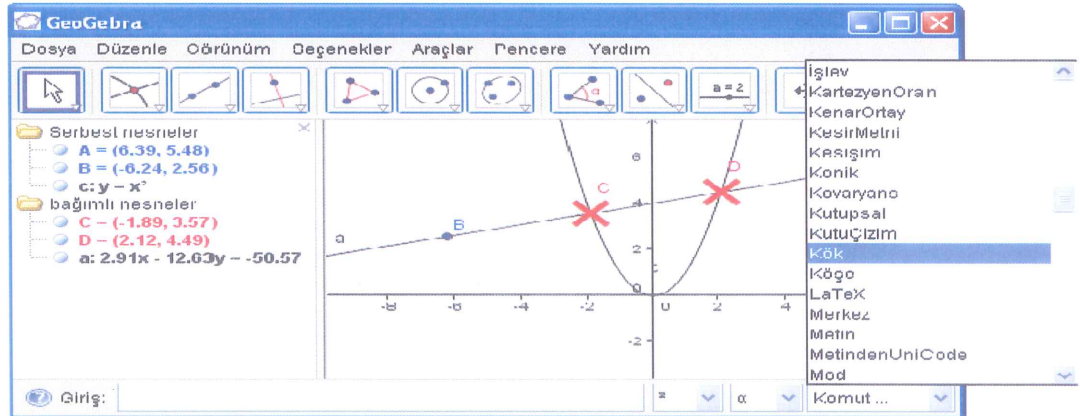 GeoGebra
Dosya Düzenle Görünüm Seçenekler Araçlar Pencere Yardım
a = 2
Serbest nesneler
A = (6.39, 5.48)
B = (-6.24, 2.56)
c: y = x²
bağımlı nesneler
C = (-1.89, 3.57)
D = (2.12, 4.49)
a: 2.91x - 12.63y = -50.57
a
B
C
D
c
6
4
2
0
-2
-8 -6 -4 -2 0 2 4
İşlev
KartezyenOran
KenarOrtay
KesirMetni
Kesişim
Konik
Kovaryans
Kutupsal
KutuÇizim
Kök
Köşe
LaTeX
Merkez
Metin
MetindenUniCode
Mod
Giriş:
²
α
Komut ...